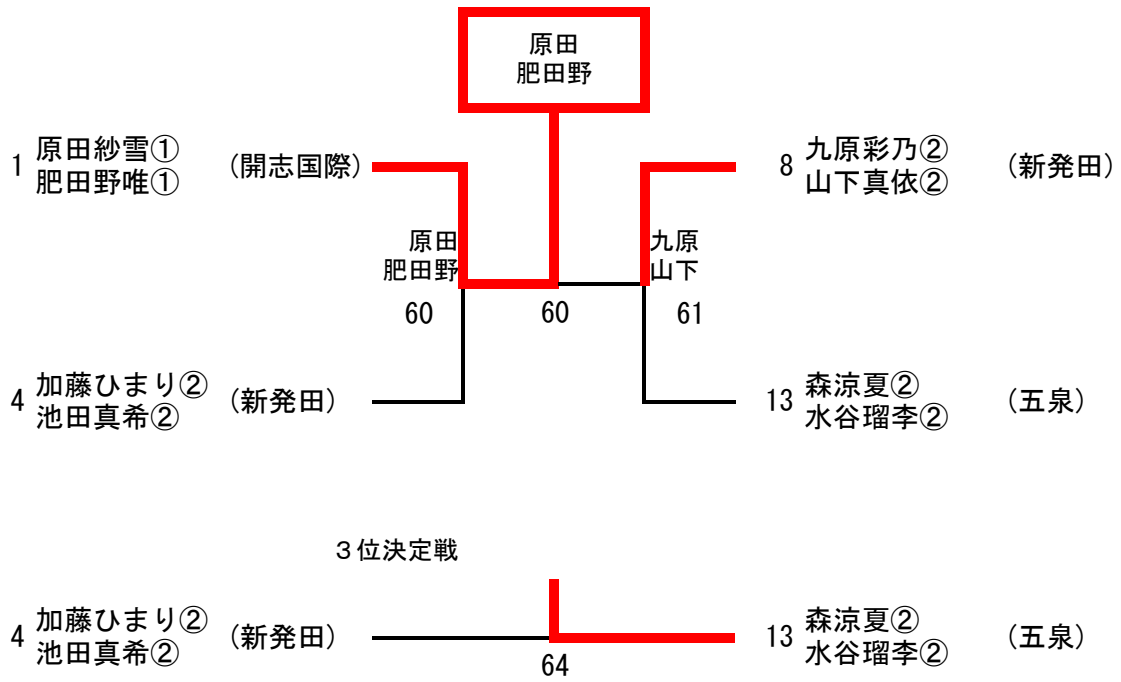 原田
肥田野
1 原田紗雪① (開志国際)
肥田野唯①
8 九原彩乃② (新発田)
山下真依②
原田
肥田野
九原
山下
60 60 61
4 加藤ひまり② (新発田)
池田真希②
13 森涼夏② (五泉)
水谷瑠李②
３位決定戦
4 加藤ひまり② (新発田)
池田真希②
13 森涼夏② (五泉)
水谷瑠李②
64